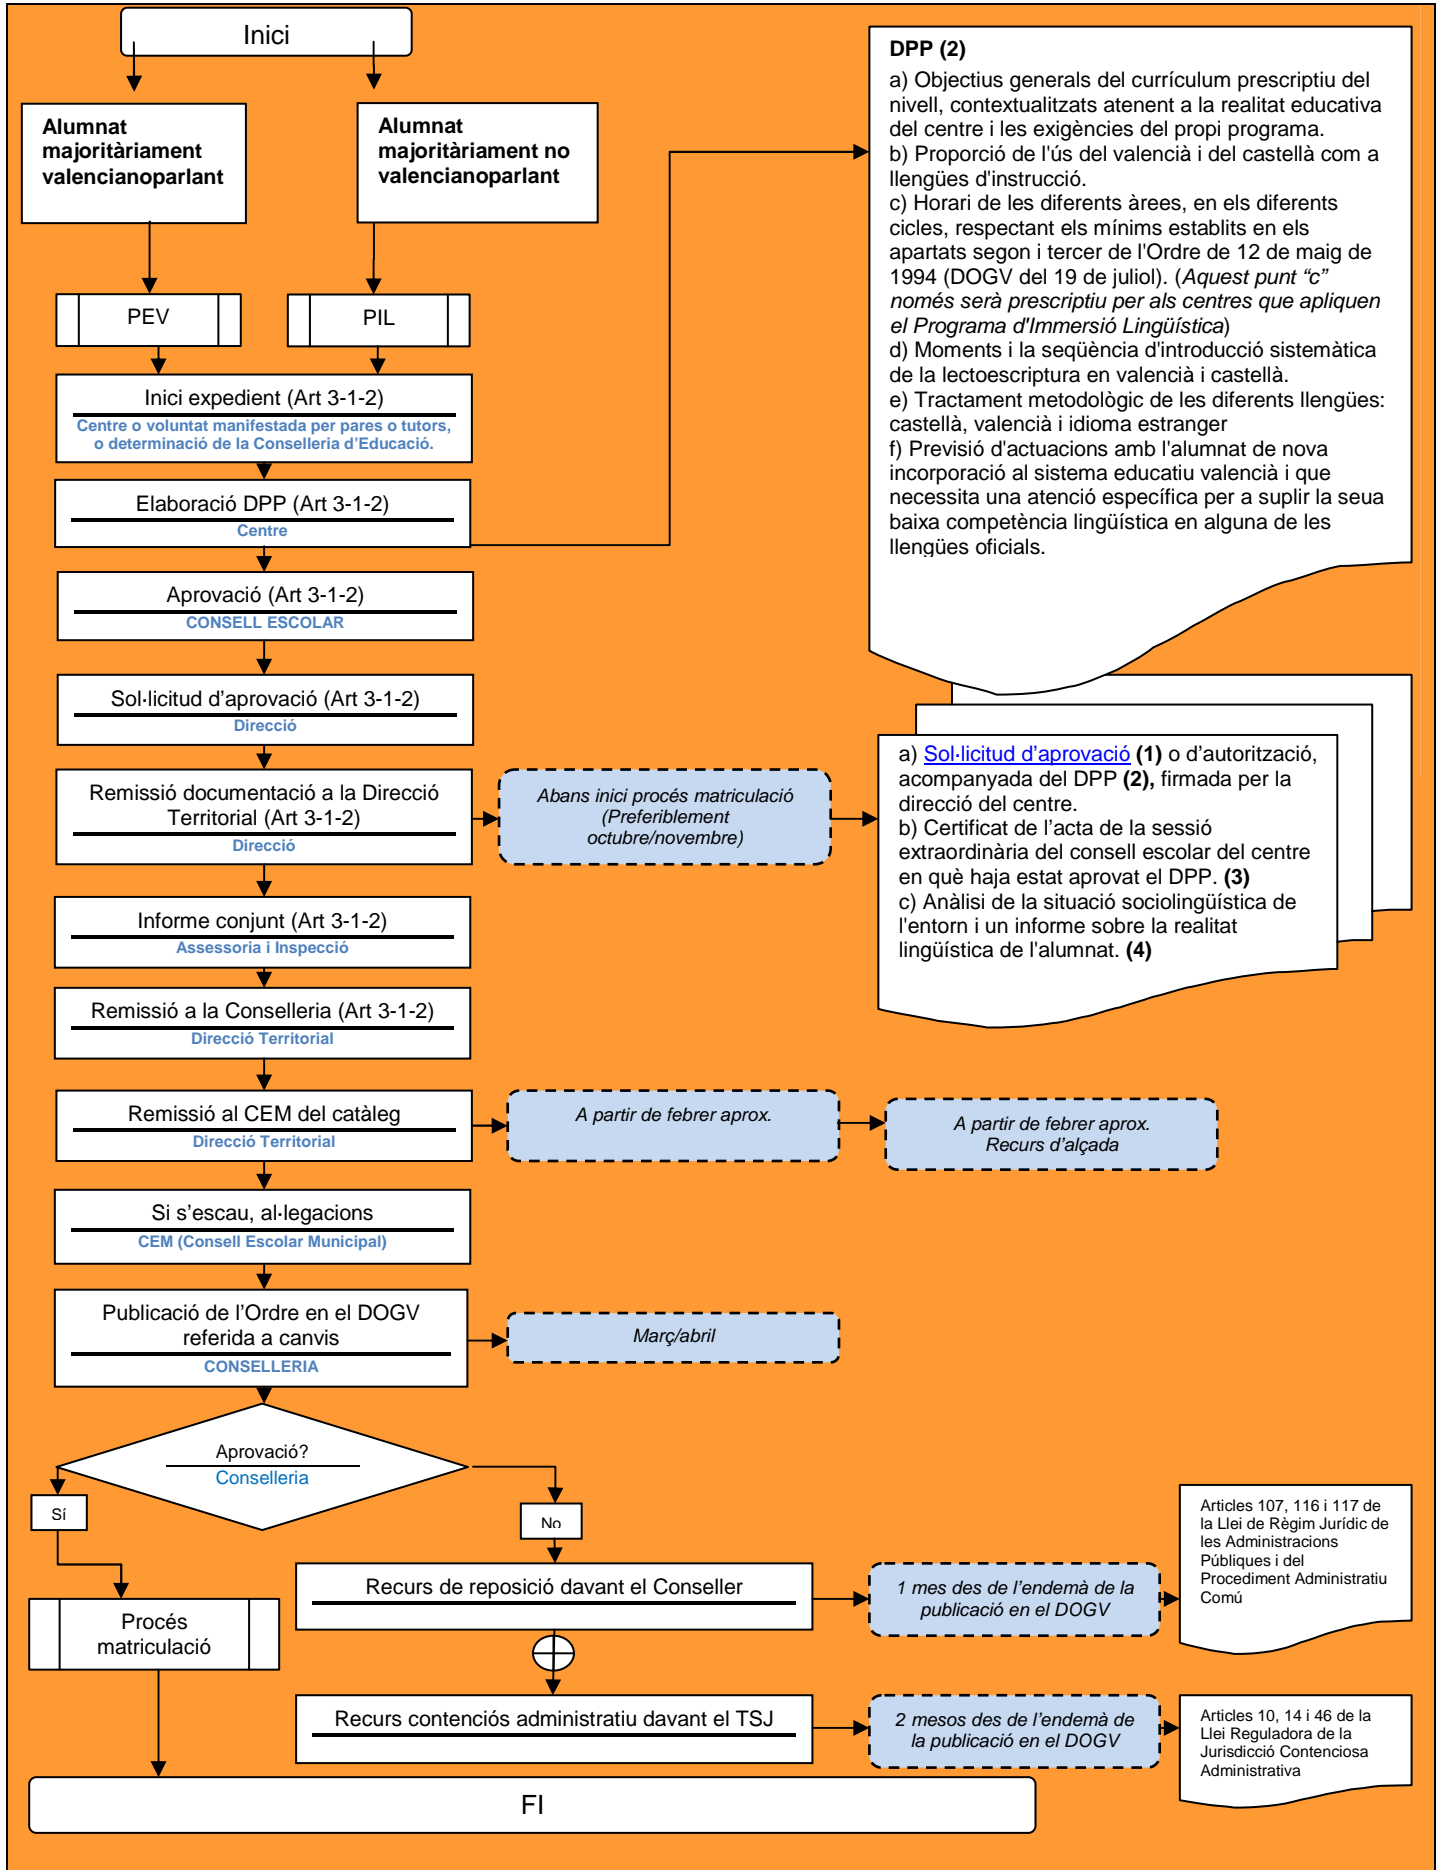 Inici
Alumnat
majoritàriament
valencianoparlant
Alumnat
majoritàriament no
valencianoparlant
PEV
PIL
Inici expedient (Art 3-1-2)
Centre o voluntat manifestada per pares o tutors,
o determinació de la Conselleria d’Educació.
Elaboració DPP (Art 3-1-2)
Centre
DPP (2)
a) Objectius generals del currículum prescriptiu del
nivell, contextualitzats atenent a la realitat educativa
del centre i les exigències del propi programa.
b) Proporció de l'ús del valencià i del castellà com a
llengües d'instrucció.
c) Horari de les diferents àrees, en els diferents
cicles, respectant els mínims establits en els
apartats segon i tercer de l'Ordre de 12 de maig de
1994 (DOGV del 19 de juliol). (Aquest punt “c”
només serà prescriptiu per als centres que apliquen
el Programa d'Immersió Lingüística)
d) Moments i la seqüència d'introducció sistemàtica
de la lectoescriptura en valencià i castellà.
e) Tractament metodològic de les diferents llengües:
castellà, valencià i idioma estranger
f) Previsió d'actuacions amb l'alumnat de nova
incorporació al sistema educatiu valencià i que
necessita una atenció específica per a suplir la seua
baixa competència lingüística en alguna de les
llengües oficials.
Aprovació (Art 3-1-2)
CONSELL ESCOLAR
Sol·licitud d’aprovació (Art 3-1-2)
Direcció
Remissió documentació a la Direcció
Territorial (Art 3-1-2)
Direcció
Abans inici procés matriculació
(Preferiblement
octubre/novembre)
a) Sol·licitud d’aprovació (1) o d’autorització,
acompanyada del DPP (2), firmada per la
direcció del centre.
b) Certificat de l’acta de la sessió
extraordinària del consell escolar del centre
en què haja estat aprovat el DPP. (3)
c) Anàlisi de la situació sociolingüística de
l'entorn i un informe sobre la realitat
lingüística de l'alumnat. (4)
Informe conjunt (Art 3-1-2)
Assessoria i Inspecció
Remissió a la Conselleria (Art 3-1-2)
Direcció Territorial
Remissió al CEM del catàleg
Direcció Territorial
A partir de febrer aprox.
A partir de febrer aprox.
Recurs d’alçada
Si s’escau, al·legacions
CEM (Consell Escolar Municipal)
Publicació de l’Ordre en el DOGV
referida a canvis
CONSELLERIA
Març/abril
Aprovació?
Conselleria
Sí
No
Recurs de reposició davant el Conseller
1 mes des de l’endemà de la
publicació en el DOGV
Articles 107, 116 i 117 de
la Llei de Règim Jurídic de
les Administracions
Públiques i del
Procediment Administratiu
Comú
Procés
matriculació
Recurs contenciós administratiu davant el TSJ
2 mesos des de l’endemà de
la publicació en el DOGV
Articles 10, 14 i 46 de la
Llei Reguladora de la
Jurisdicció Contenciosa
Administrativa
FI